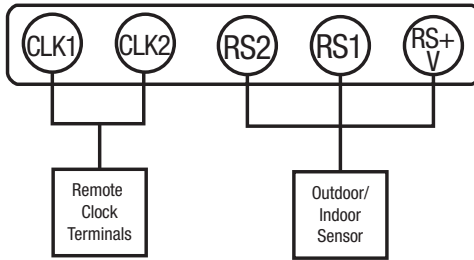 CLK1 CLK2 RS2 RS1 RS+
V
Remote
Clock
Terminals
Outdoor/
Indoor
Sensor